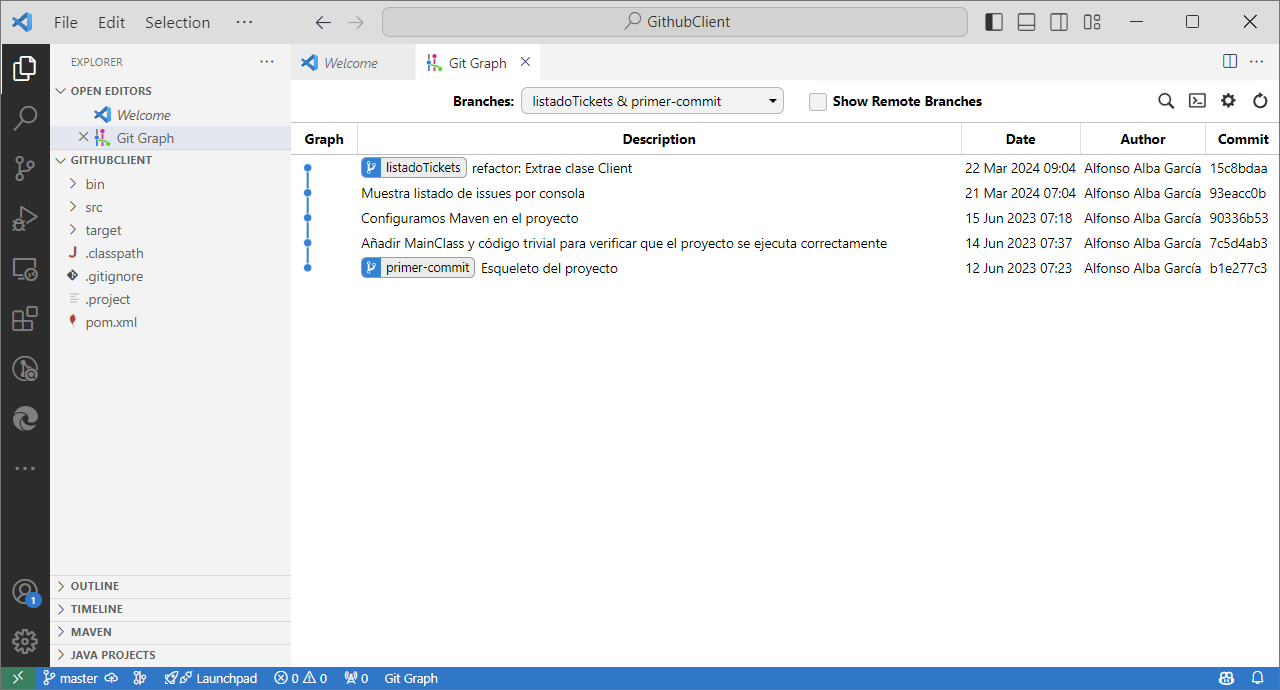 File Edit Selection ··· GithubClient
EXPLORER ···
OPEN EDITORS
Welcome
Git Graph
GITHUBCLIENT
bin
src
target
.classpath
.gitignore
.project
pom.xml
OUTLINE
TIMELINE
MAVEN
JAVA PROJECTS
Welcome Git Graph ···
Branches: listadoTickets & primer-commit Show Remote Branches
Graph Description Date Author Commit
listadoTickets refactor: Extrae clase Client 22 Mar 2024 09:04 Alfonso Alba García 15c8bdaa
Muestra listado de issues por consola 21 Mar 2024 07:04 Alfonso Alba García 93eacc0b
Configuramos Maven en el proyecto 15 Jun 2023 07:18 Alfonso Alba García 90336b53
Añadir MainClass y código trivial para verificar que el proyecto se ejecuta correctamente 14 Jun 2023 07:37 Alfonso Alba García 7c5d4ab3
primer-commit Esqueleto del proyecto 12 Jun 2023 07:23 Alfonso Alba García b1e277c3
1
master Launchpad 0 0 0 Git Graph